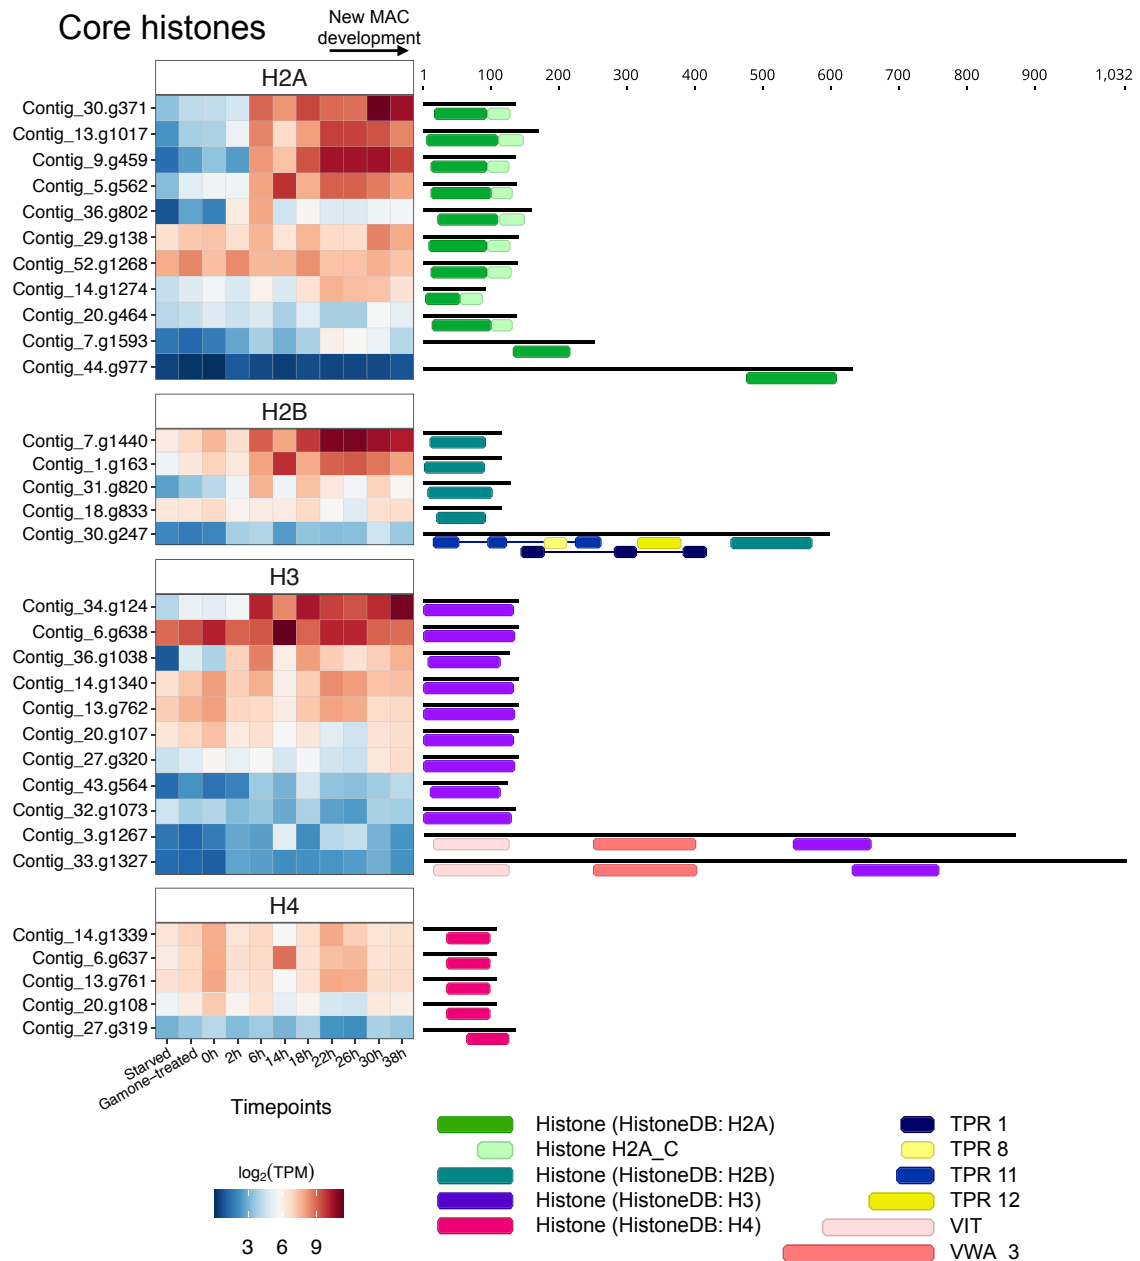 Core histones
New MAC
development
H2A
1 100 200 300 400 500 600 700 800 900 1,032
Contig_30.g371
Contig_13.g1017
Contig_9.g459
Contig_5.g562
Contig_36.g802
Contig_29.g138
Contig_52.g1268
Contig_14.g1274
Contig_20.g464
Contig_7.g1593
Contig_44.g977
H2B
Contig_7.g1440
Contig_1.g163
Contig_31.g820
Contig_18.g833
Contig_30.g247
H3
Contig_34.g124
Contig_6.g638
Contig_36.g1038
Contig_14.g1340
Contig_13.g762
Contig_20.g107
Contig_27.g320
Contig_43.g564
Contig_32.g1073
Contig_3.g1267
Contig_33.g1327
H4
Contig_14.g1339
Contig_6.g637
Contig_13.g761
Contig_20.g108
Contig_27.g319
Starved
Gamone-treated
0h
2h
6h
14h
18h
22h
26h
30h
38h
Timepoints
log₂(TPM)
3 6 9
Histone (HistoneDB: H2A)
Histone H2A_C
Histone (HistoneDB: H2B)
Histone (HistoneDB: H3)
Histone (HistoneDB: H4)
TPR 1
TPR 8
TPR 11
TPR 12
VIT
VWA 3